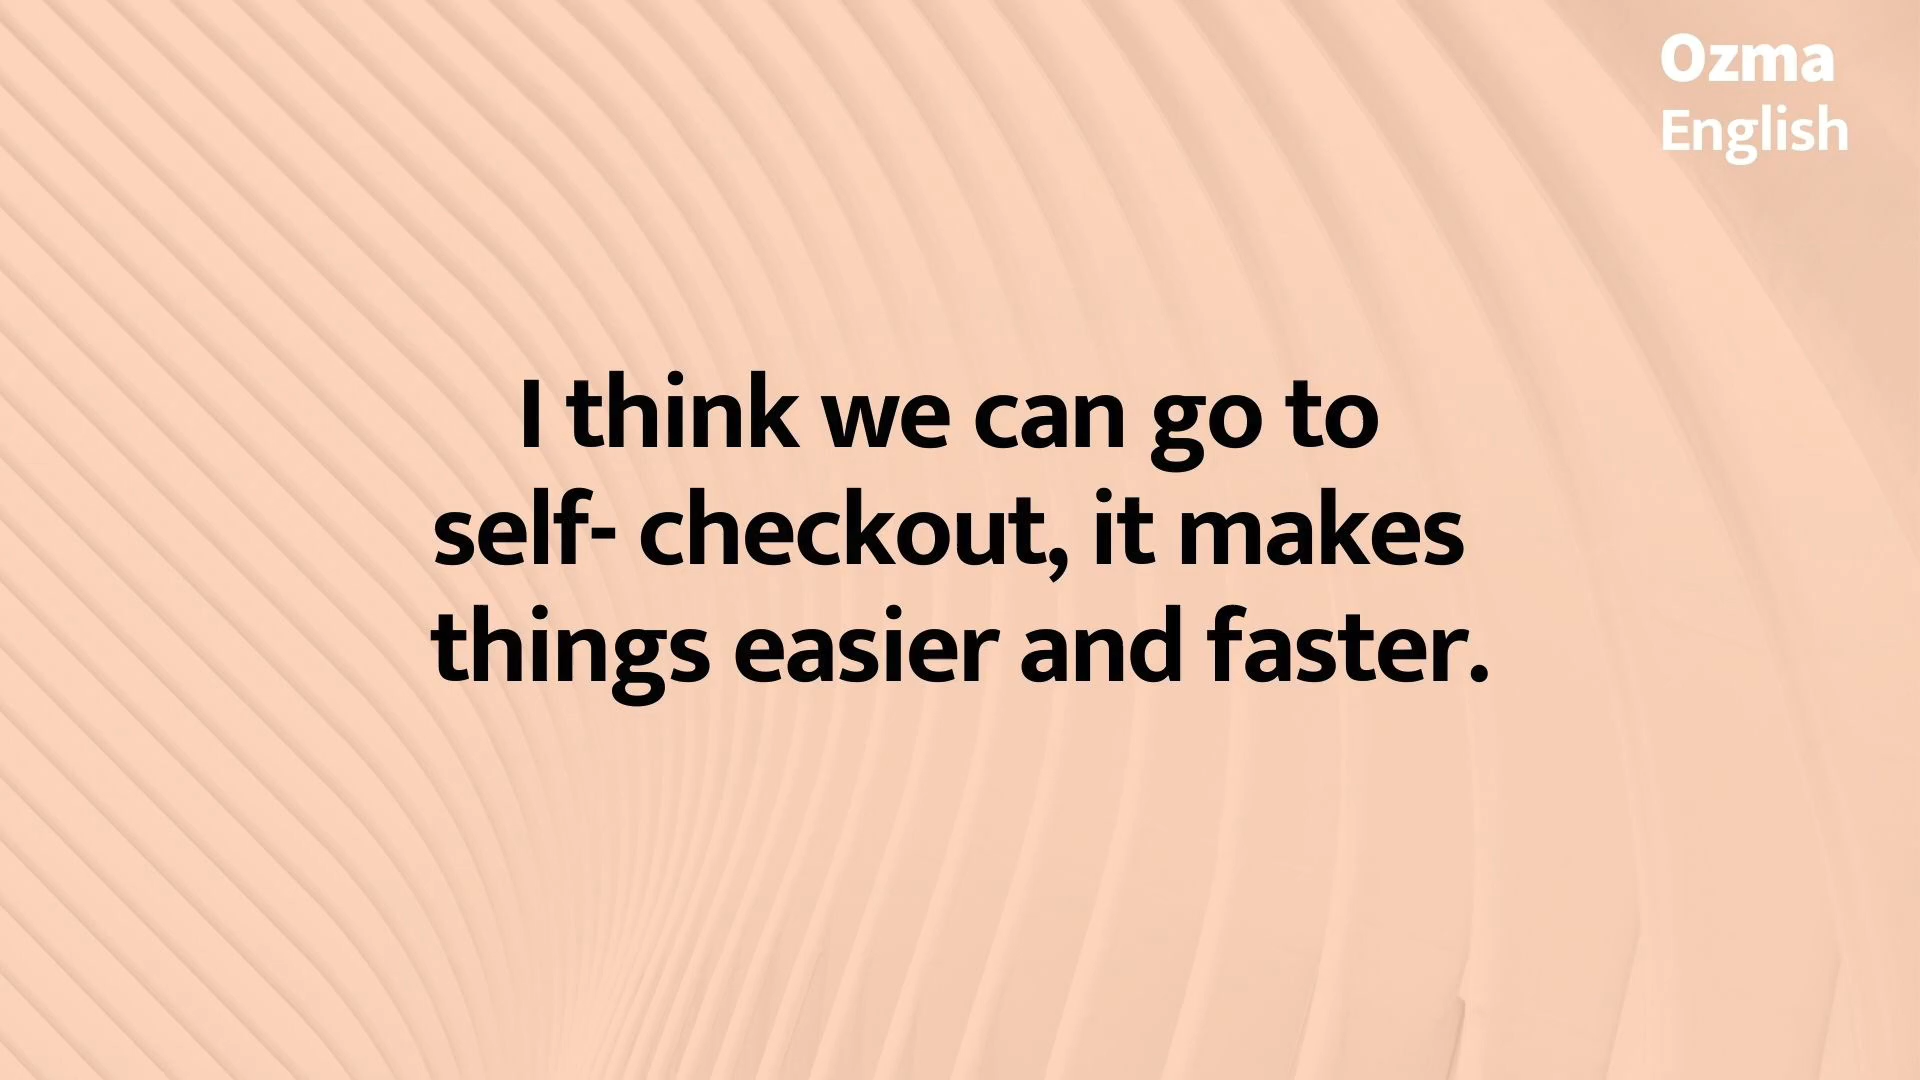 Ozma
English
I think we can go to
self- checkout, it makes
things easier and faster.